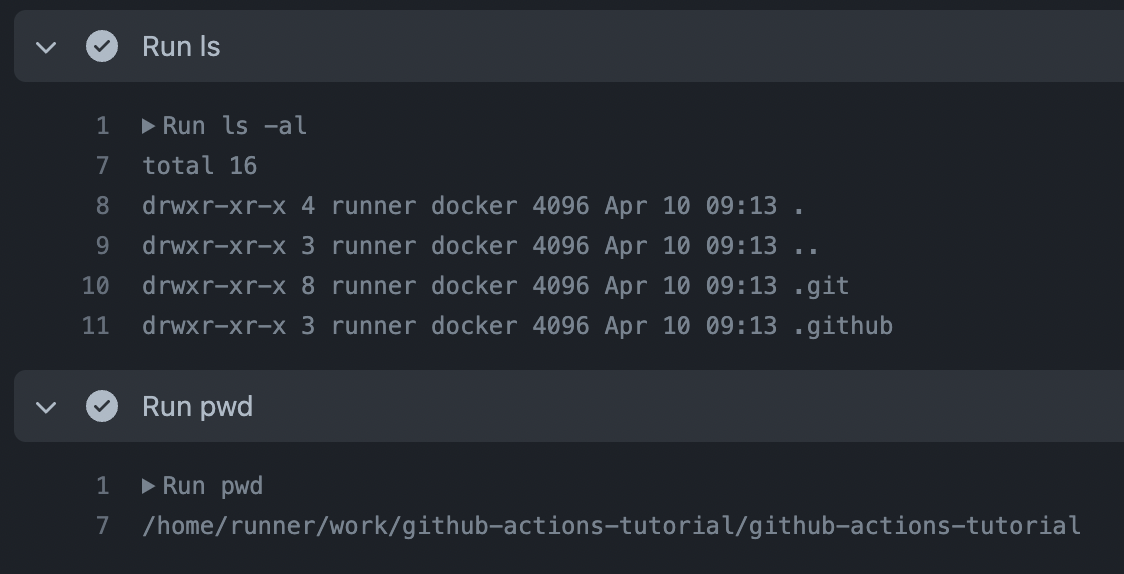 Run ls
1 ▶Run ls -al
7 total 16
8 drwxr-xr-x 4 runner docker 4096 Apr 10 09:13 .
9 drwxr-xr-x 3 runner docker 4096 Apr 10 09:13 ..
10 drwxr-xr-x 8 runner docker 4096 Apr 10 09:13 .git
11 drwxr-xr-x 3 runner docker 4096 Apr 10 09:13 .github
Run pwd
1 ▶Run pwd
7 /home/runner/work/github-actions-tutorial/github-actions-tutorial